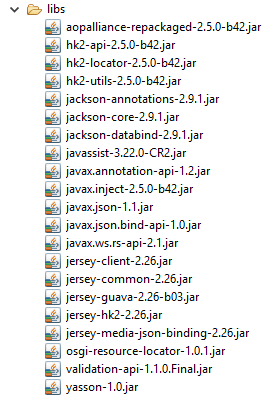 libs
aopalliance-repackaged-2.5.0-b42.jar
hk2-api-2.5.0-b42.jar
hk2-locator-2.5.0-b42.jar
hk2-utils-2.5.0-b42.jar
jackson-annotations-2.9.1.jar
jackson-core-2.9.1.jar
jackson-databind-2.9.1.jar
javassist-3.22.0-CR2.jar
javax.annotation-api-1.2.jar
javax.inject-2.5.0-b42.jar
javax.json-1.1.jar
javax.json.bind-api-1.0.jar
javax.ws.rs-api-2.1.jar
jersey-client-2.26.jar
jersey-common-2.26.jar
jersey-guava-2.26-b03.jar
jersey-hk2-2.26.jar
jersey-media-json-binding-2.26.jar
osgi-resource-locator-1.0.1.jar
validation-api-1.1.0.Final.jar
yasson-1.0.jar